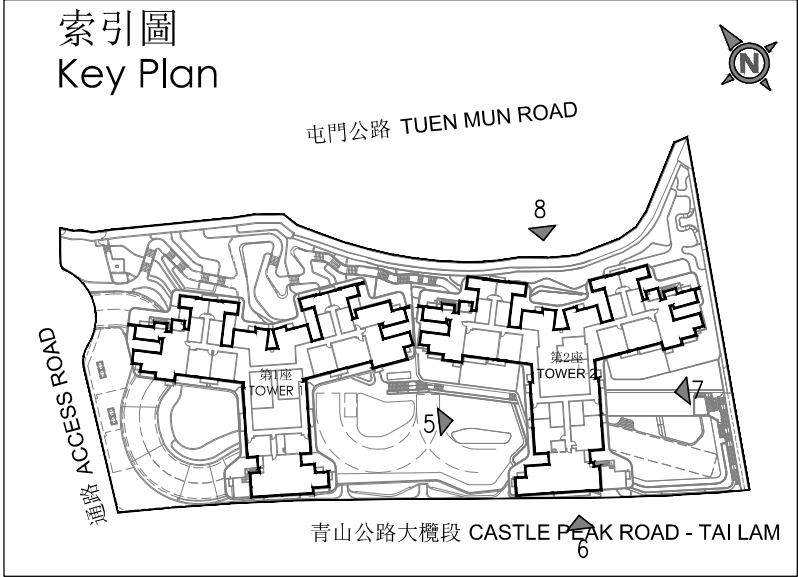 索引圖
Key Plan
N
屯門公路 TUEN MUN ROAD
8
第1座
TOWER 1
第2座
TOWER 2
7
5
通路 ACCESS ROAD
青山公路大欖段 CASTLE PEAK ROAD - TAI LAM
6